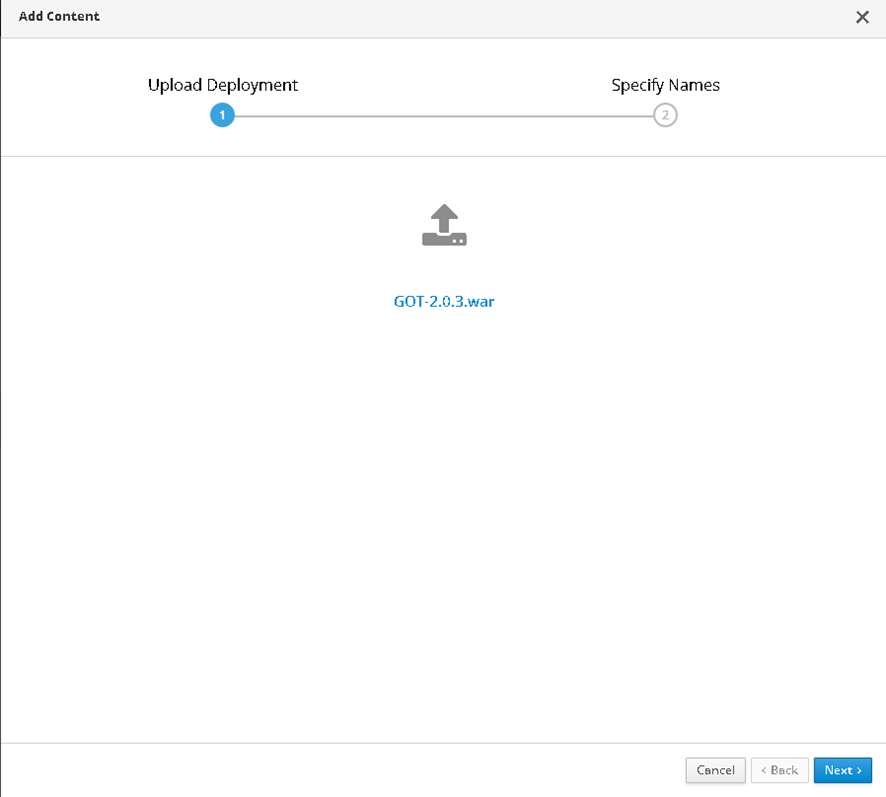 Add Content
Upload Deployment
Specify Names
1
2
GOT-2.0.3.war
Cancel
< Back
Next >